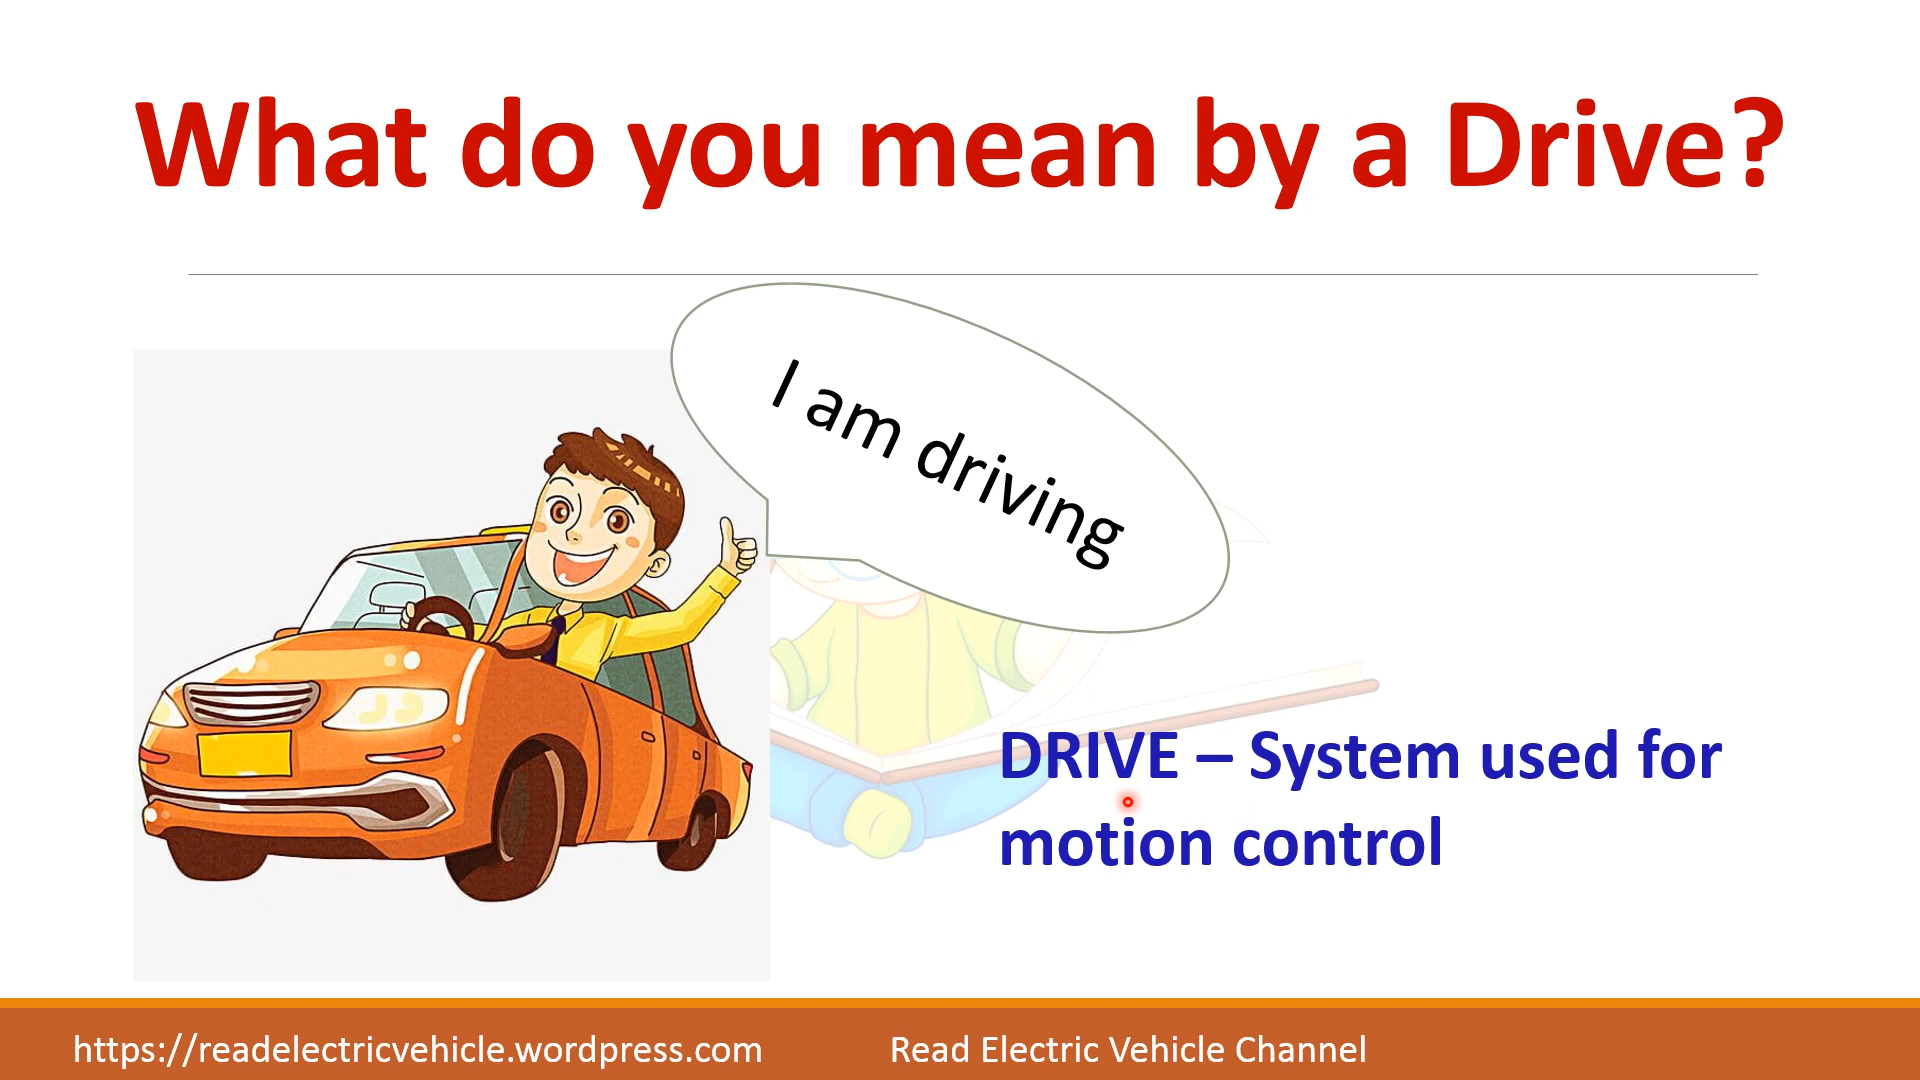 What do you mean by a Drive?
I am driving
DRIVE – System used for
motion control
https://readelectricvehicle.wordpress.com
Read Electric Vehicle Channel